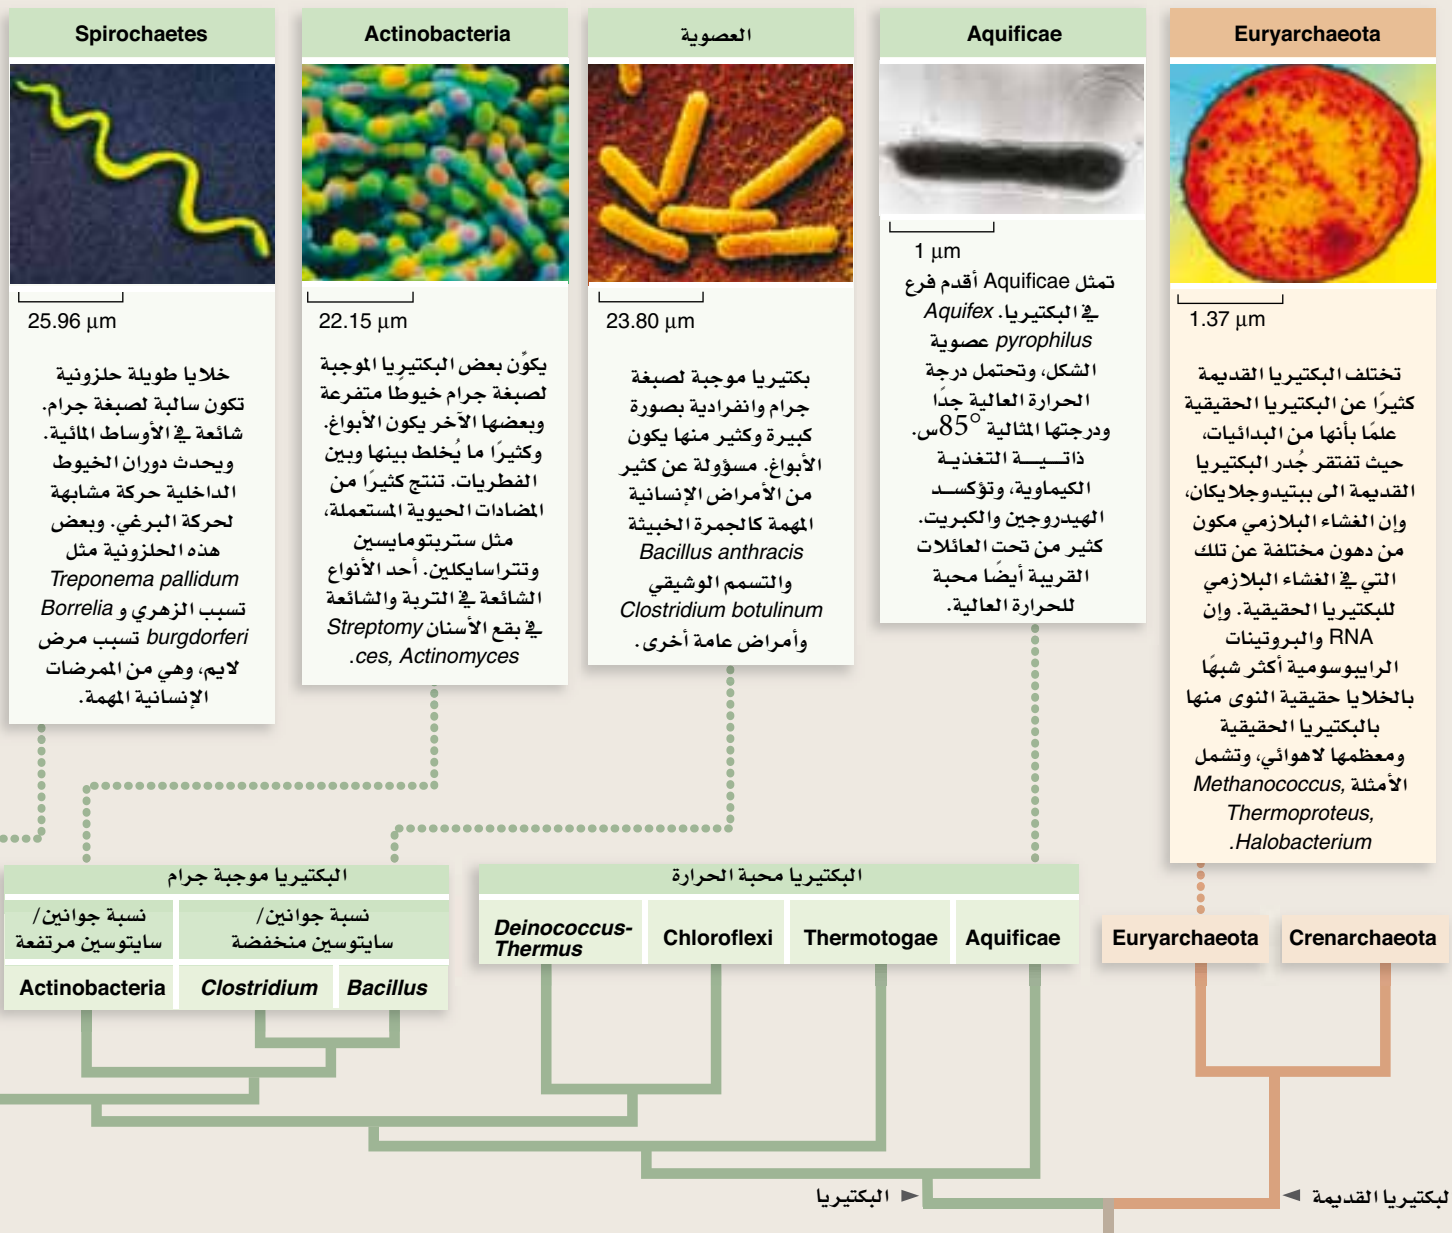 Euryarchaeota
1.37 µm
تختلف البكتيريا القديمة
كثيرًا عن البكتيريا الحقيقية
علمًا بأنها من البدائيات،
حيث تفتقر جُدر البكتيريا
القديمة الى ببتيدوجلايكان،
وإن الغشاء البلازمي مكون
من دهون مختلفة عن تلك
التي في الغشاء البلازمي
للبكتيريا الحقيقية. وإن
RNA والبروتينات
الرايبوسومية أكثر شبهًا
بالخلايا حقيقية النوى منها
بالبكتيريا الحقيقية
ومعظمها لاهوائي، وتشمل
الأمثلة Methanococcus,
Thermoproteus,
Halobacterium.
Aquificae
1 µm
تمثل Aquificae أقدم فرع
في البكتيريا. Aquifex
pyrophilus عصوية
الشكل، وتحتمل درجة
الحرارة العالية جدًا
ودرجتها المثالية °85س.
ذاتـيـــة التغذية
الكيماوية، وتؤكسـد
الهيدروجين والكبريت.
كثير من تحت العائلات
القريبة أيضًا محبة
للحرارة العالية.
العصوية
23.80 µm
بكتيريا موجبة لصبغة
جرام وانفرادية بصورة
كبيرة وكثير منها يكون
الأبواغ. مسؤولة عن كثير
من الأمراض الإنسانية
المهمة كالجمرة الخبيثة
Bacillus anthracis
والتسمم الوشيقي
Clostridium botulinum
وأمراض عامة أخرى.
Actinobacteria
22.15 µm
يكوِّن بعض البكتيريا الموجبة
لصبغة جرام خيوطًا متفرعة
وبعضها الآخر يكون الأبواغ.
وكثيرًا ما يُخلط بينها وبين
الفطريات. تنتج كثيرًا من
المضادات الحيوية المستعملة،
مثل ستربتومايسين
وتتراسايكلين. أحد الأنواع
الشائعة في التربة والشائعة
في بقع الأسنان Streptomy
ces, Actinomyces.
Spirochaetes
25.96 µm
خلايا طويلة حلزونية
تكون سالبة لصبغة جرام.
شائعة في الأوساط المائية.
ويحدث دوران الخيوط
الداخلية حركة مشابهة
لحركة البرغي. وبعض
هذه الحلزونية مثل
Treponema pallidum
تسبب الزهري و Borrelia
burgdorferi تسبب مرض
لايم، وهي من الممرضات
الإنسانية المهمة.
Crenarchaeota
Euryarchaeota
البكتيريا محبة الحرارة
Aquificae
Thermotogae
Chloroflexi
Deinococcus-
Thermus
البكتيريا موجبة جرام
نسبة جوانين/
سايتوسين منخفضة
نسبة جوانين/
سايتوسين مرتفعة
Bacillus
Clostridium
Actinobacteria
لبكتيريا القديمة
البكتيريا